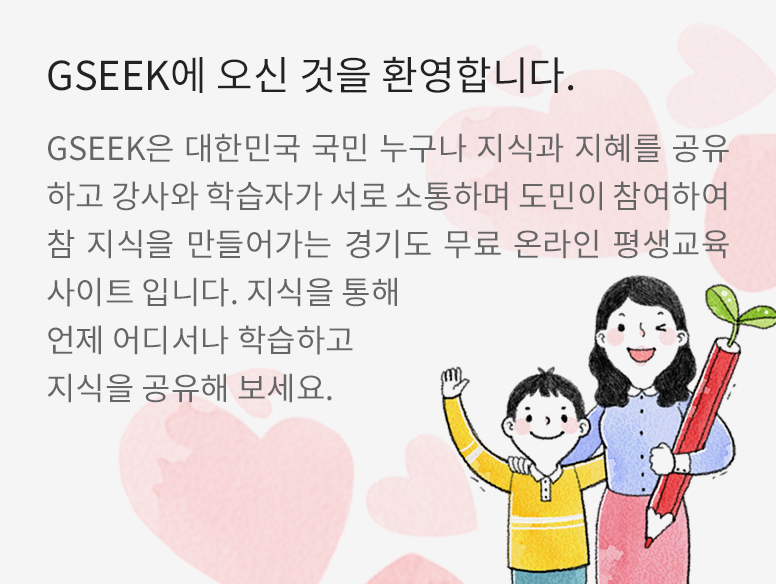 GSEEK에 오신 것을 환영합니다.
GSEEK은 대한민국 국민 누구나 지식과 지혜를 공유
하고 강사와 학습자가 서로 소통하며 도민이 참여하여
참 지식을 만들어가는 경기도 무료 온라인 평생교육
사이트 입니다. 지식을 통해
언제 어디서나 학습하고
지식을 공유해 보세요.